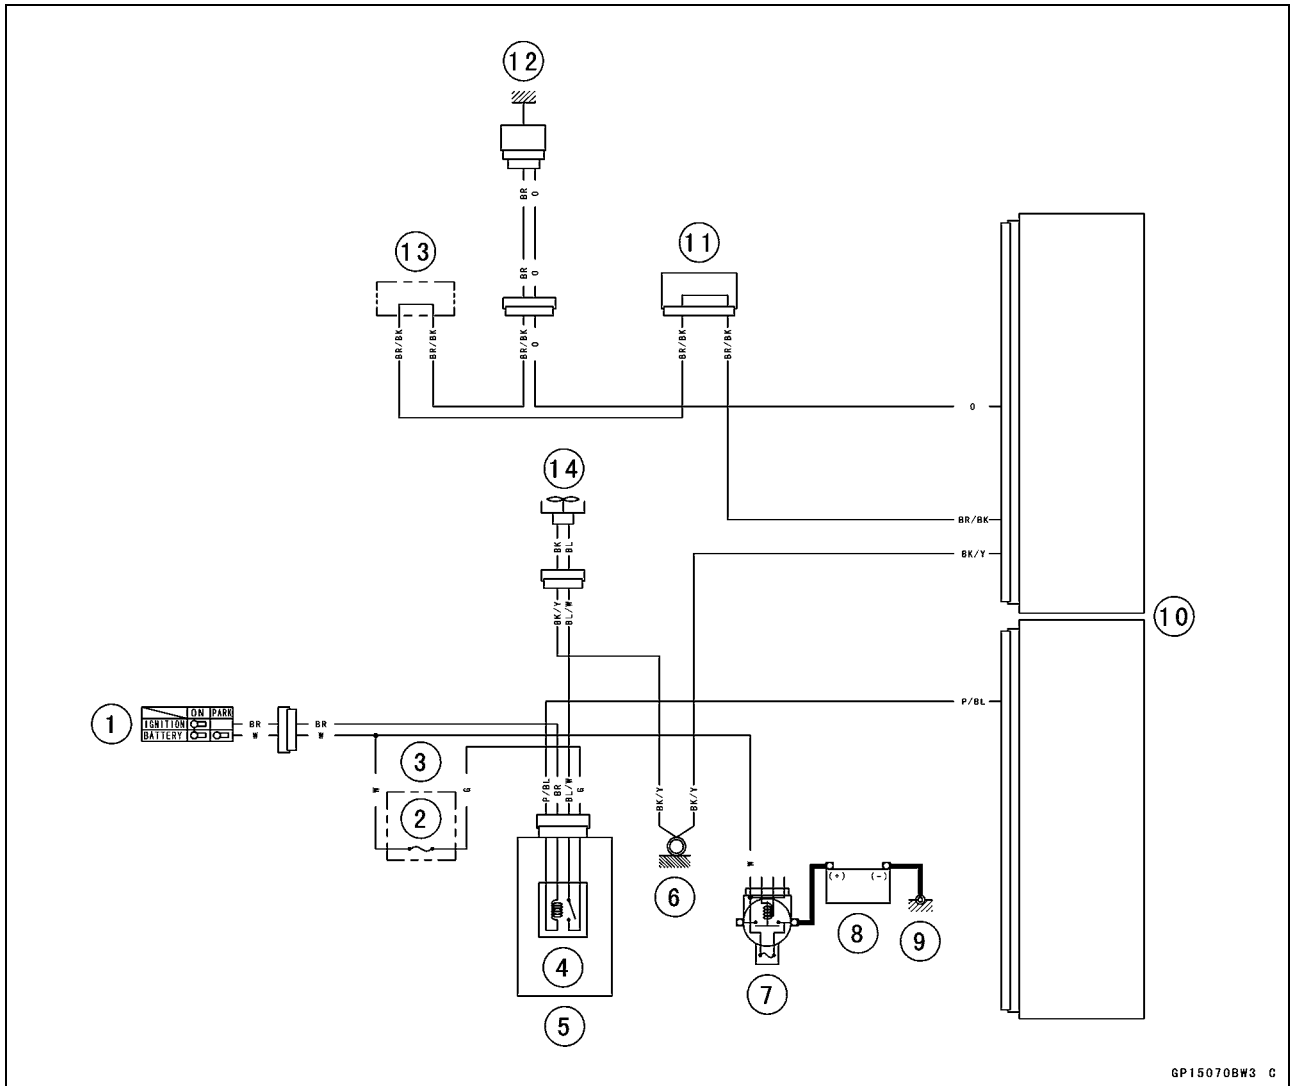 12
13
11
BR
O
BR
O
BR/BK
BR/BK
BR/BK
O
BR/BK
BR/BK
O
14
BK
BL
BR/BK
BK/Y
BK/Y
BL/W
10
P/BL
1
ON PARK
IGNITION
BATTERY
BR
W
BR
W
3
W
2
G
P/BL
BR
BL/W
G
BK/Y
BK/Y
W
(+) (-)
6
4
8
9
5
7
GP15070BW3 C